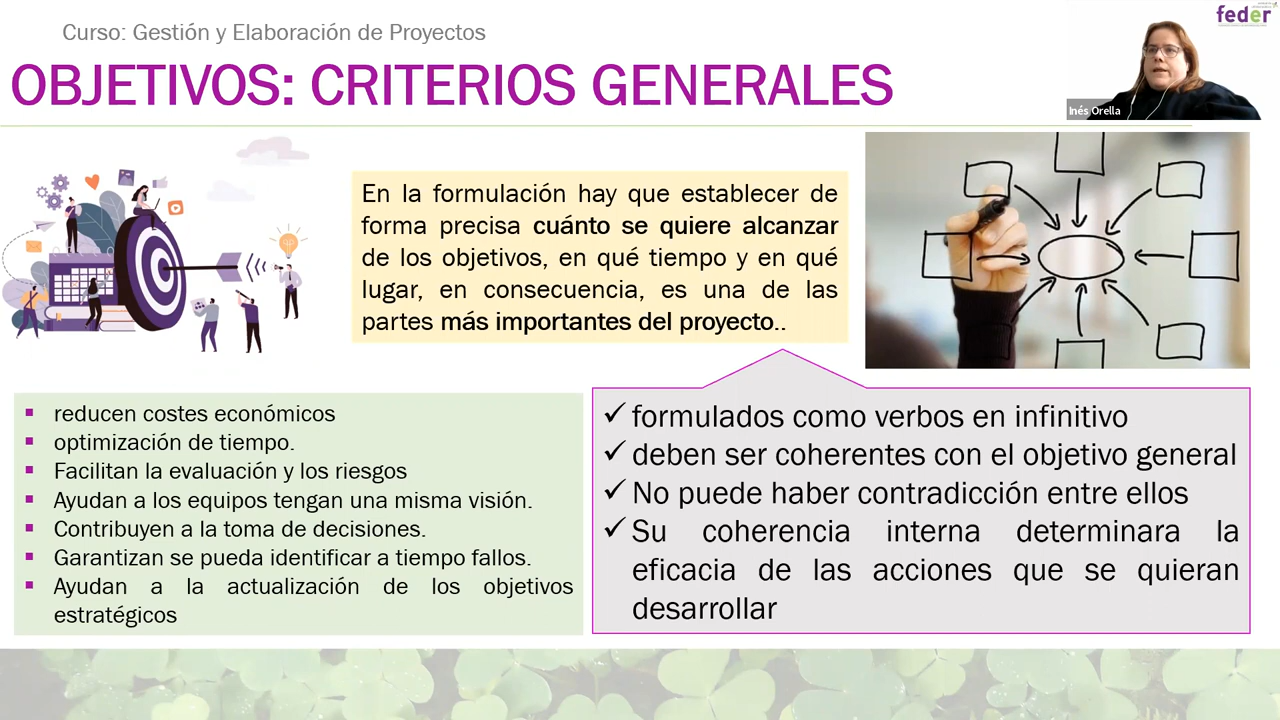 Curso: Gestión y Elaboración de Proyectos
feder
OBJETIVOS: CRITERIOS GENERALES
Inés Orella
En la formulación hay que establecer de
forma precisa cuánto se quiere alcanzar
de los objetivos, en qué tiempo y en qué
lugar, en consecuencia, es una de las
partes más importantes del proyecto..
▪ reducen costes económicos
▪ optimización de tiempo.
▪ Facilitan la evaluación y los riesgos
▪ Ayudan a los equipos tengan una misma visión.
▪ Contribuyen a la toma de decisiones.
▪ Garantizan se pueda identificar a tiempo fallos.
▪ Ayudan a la actualización de los objetivos
estratégicos
✓ formulados como verbos en infinitivo
✓ deben ser coherentes con el objetivo general
✓ No puede haber contradicción entre ellos
✓ Su coherencia interna determinara la
eficacia de las acciones que se quieran
desarrollar